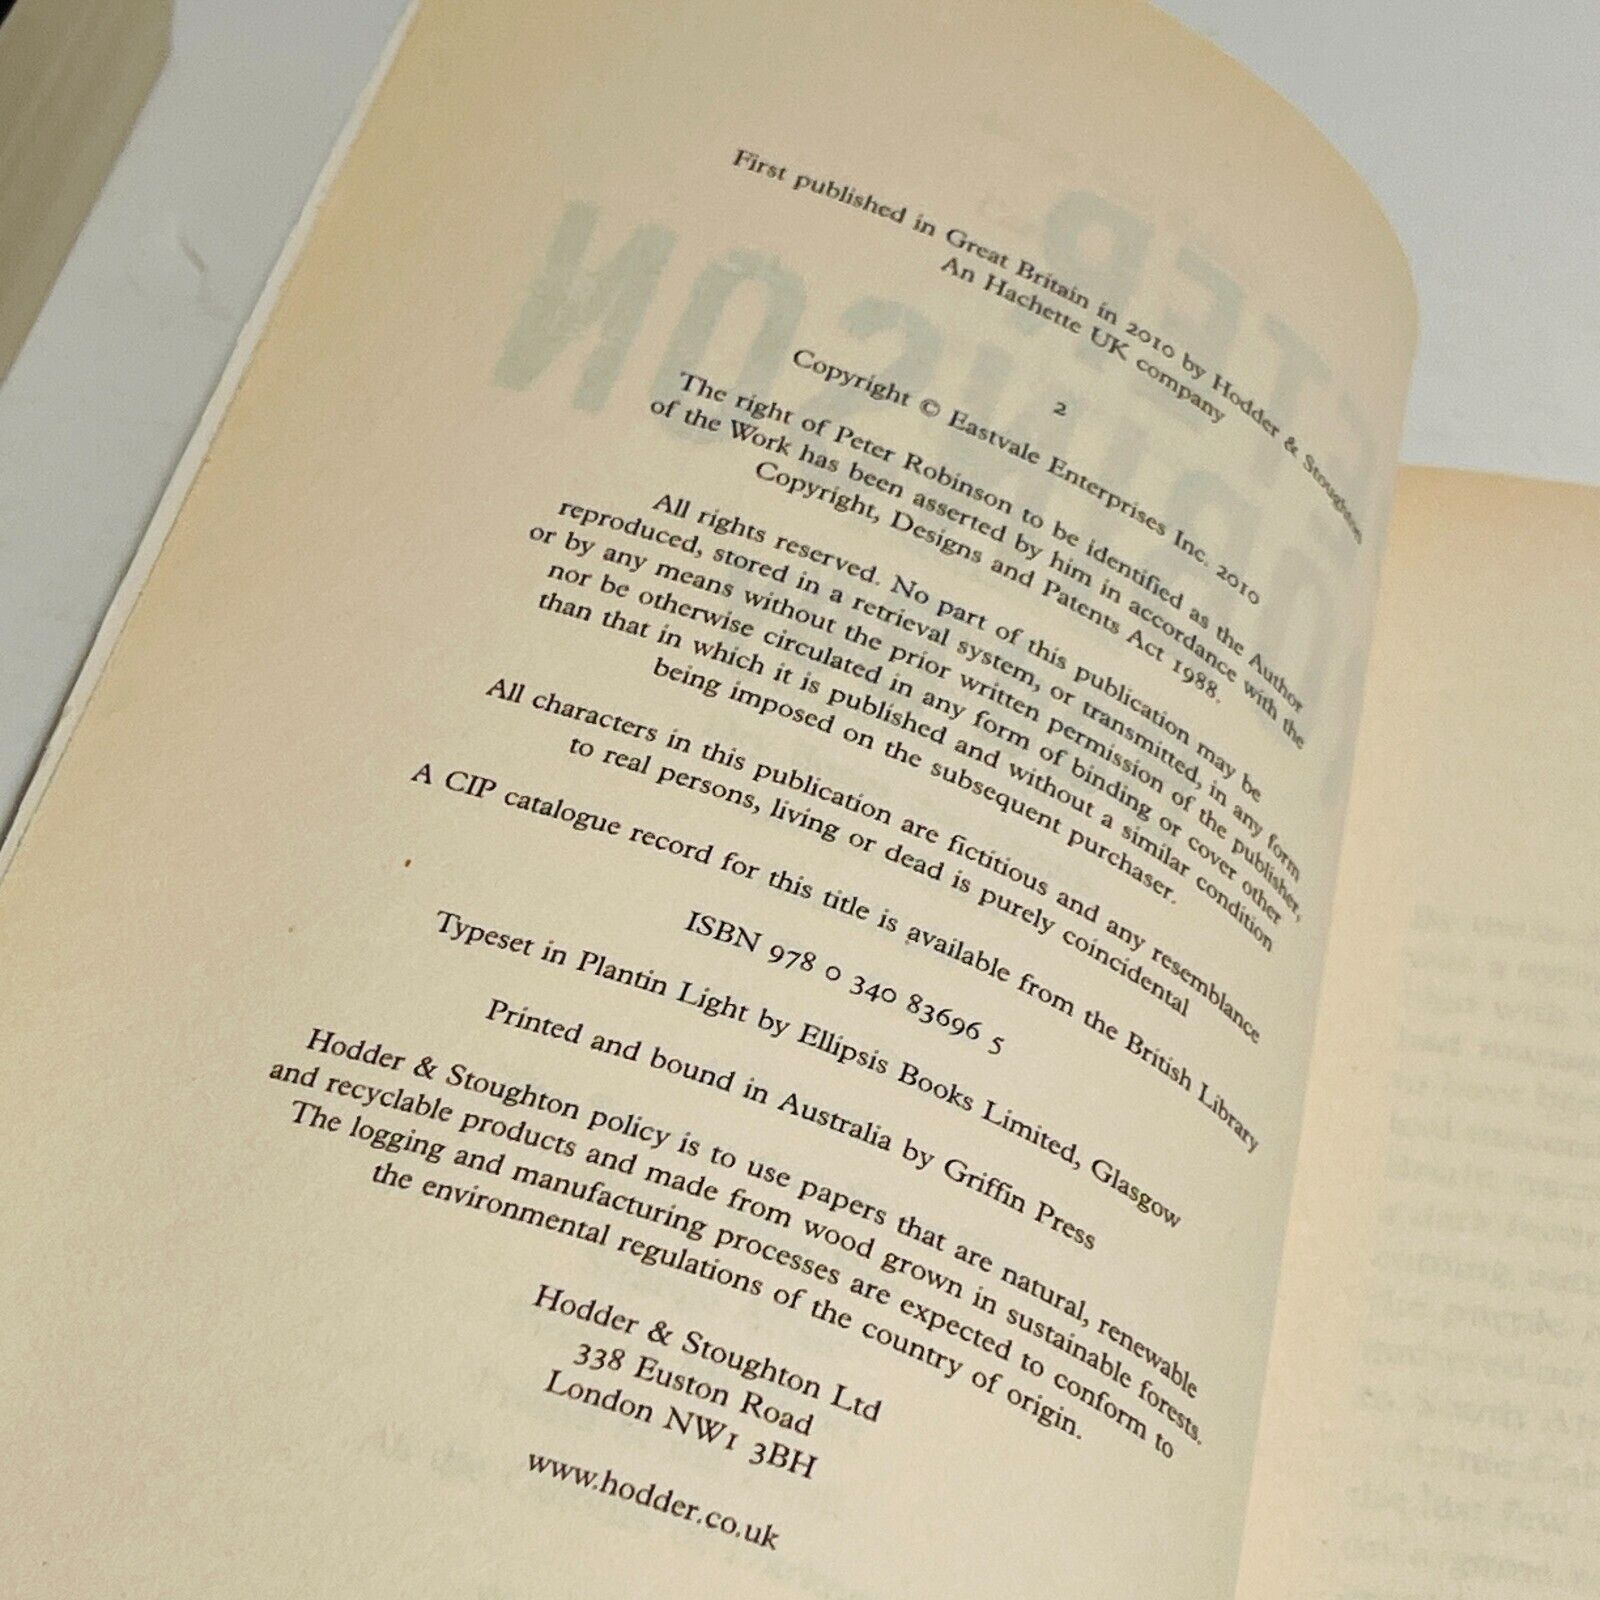 First published in Great Britain in 2010 by Hodder & Stoughton
An Hachette UK company
2
Copyright © Eastvale Enterprises Inc. 2010
The right of Peter Robinson to be identified as the Author
of the Work has been asserted by him in accordance with the
Copyright, Designs and Patents Act 1988.
All rights reserved. No part of this publication may be
reproduced, stored in a retrieval system, or transmitted, in any form
or by any means without the prior written permission of the publisher,
nor be otherwise circulated in any form of binding or cover other
than that in which it is published and without a similar condition
being imposed on the subsequent purchaser.
All characters in this publication are fictitious and any resemblance
to real persons, living or dead is purely coincidental
A CIP catalogue record for this title is available from the British Library
ISBN 978 0 340 83696 5
Typeset in Plantin Light by Ellipsis Books Limited, Glasgow
Printed and bound in Australia by Griffin Press
Hodder & Stoughton policy is to use papers that are natural, renewable
and recyclable products and made from wood grown in sustainable forests.
The logging and manufacturing processes are expected to conform to
the environmental regulations of the country of origin.
Hodder & Stoughton Ltd
338 Euston Road
London NW1 3BH
www.hodder.co.uk